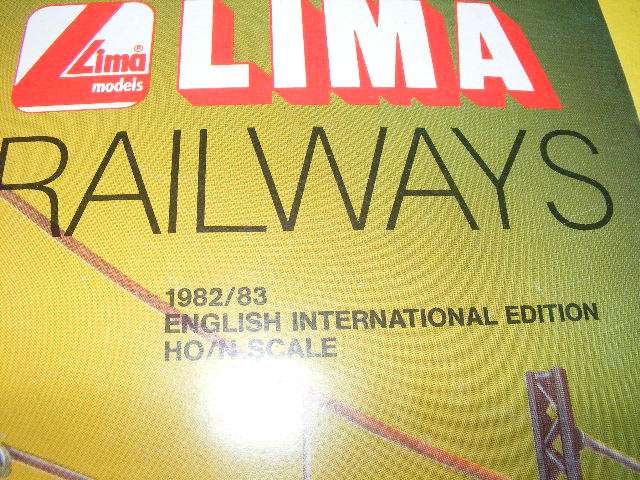 Lima®
models
LIMA
RAILWAYS
1982/83
ENGLISH INTERNATIONAL EDITION
HO/N SCALE